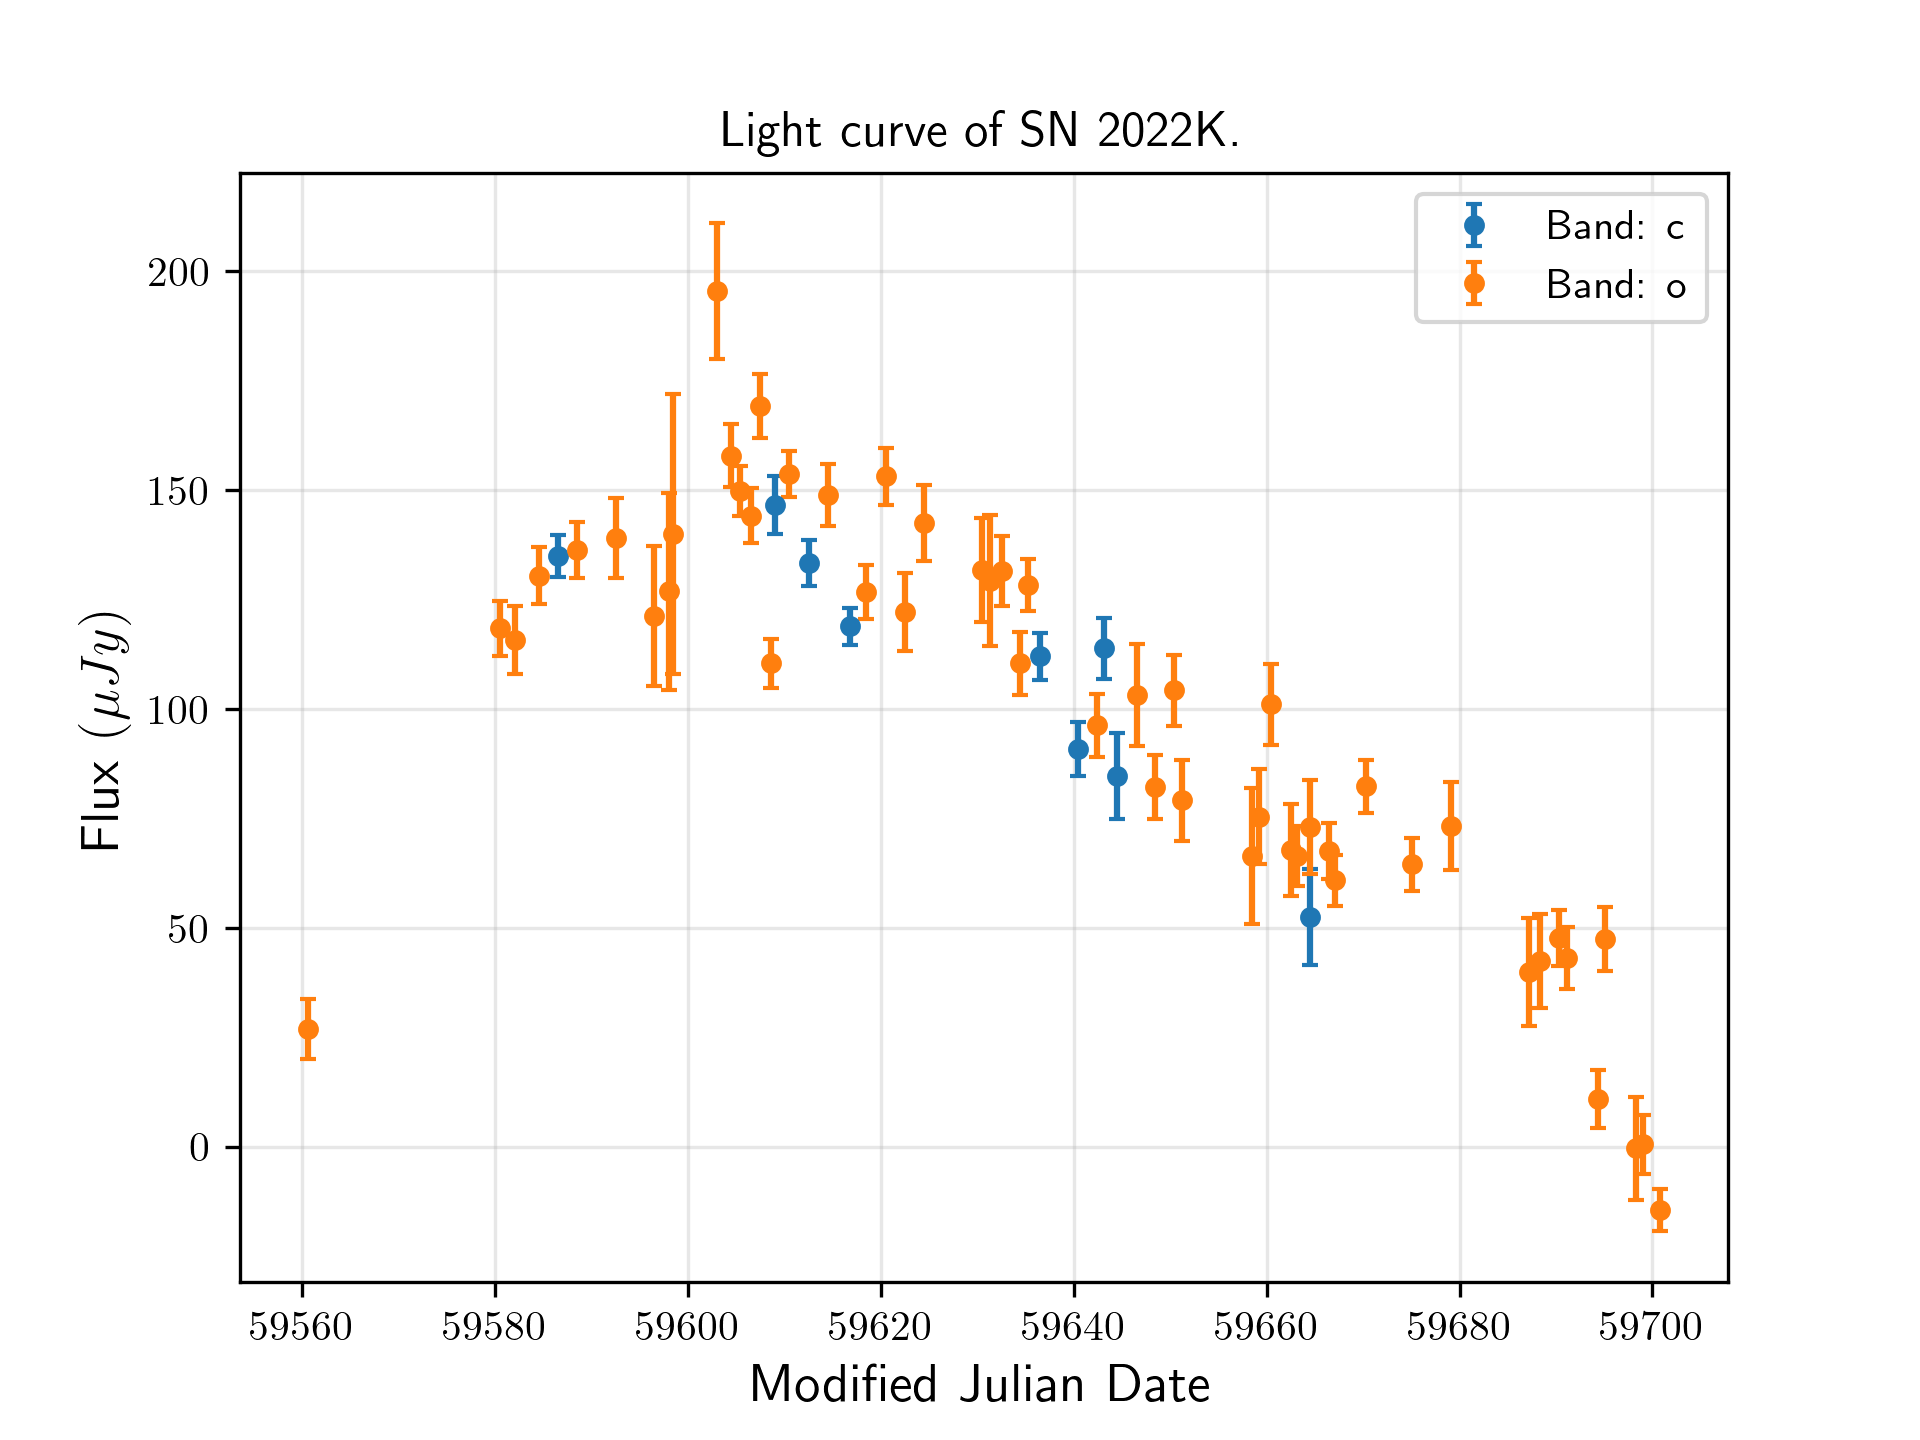 Light curve of SN 2022K.
Band: c
Band: o
200
150
100
50
0
Flux (μJy)
59560 59580 59600 59620 59640 59660 59680 59700
Modified Julian Date